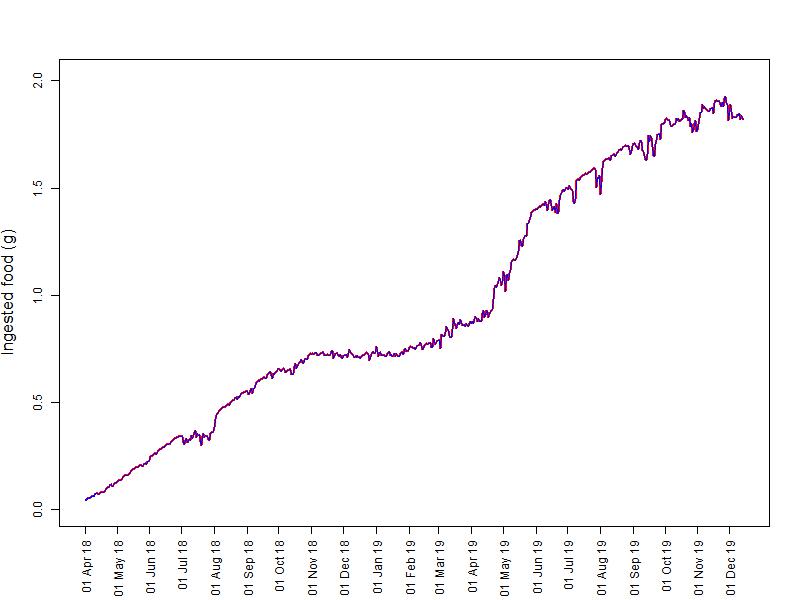 Ingested food (g)
2.0
1.5
1.0
0.5
0.0
01 Apr 18
01 May 18
01 Jun 18
01 Jul 18
01 Aug 18
01 Sep 18
01 Oct 18
01 Nov 18
01 Dec 18
01 Jan 19
01 Feb 19
01 Mar 19
01 Apr 19
01 May 19
01 Jun 19
01 Jul 19
01 Aug 19
01 Sep 19
01 Oct 19
01 Nov 19
01 Dec 19